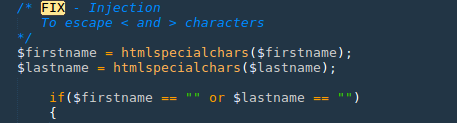 /* FIX - Injection
To escape < and > characters
*/
$firstname = htmlspecialchars($firstname);
$lastname = htmlspecialchars($lastname);
if($firstname == "" or $lastname == "")
{